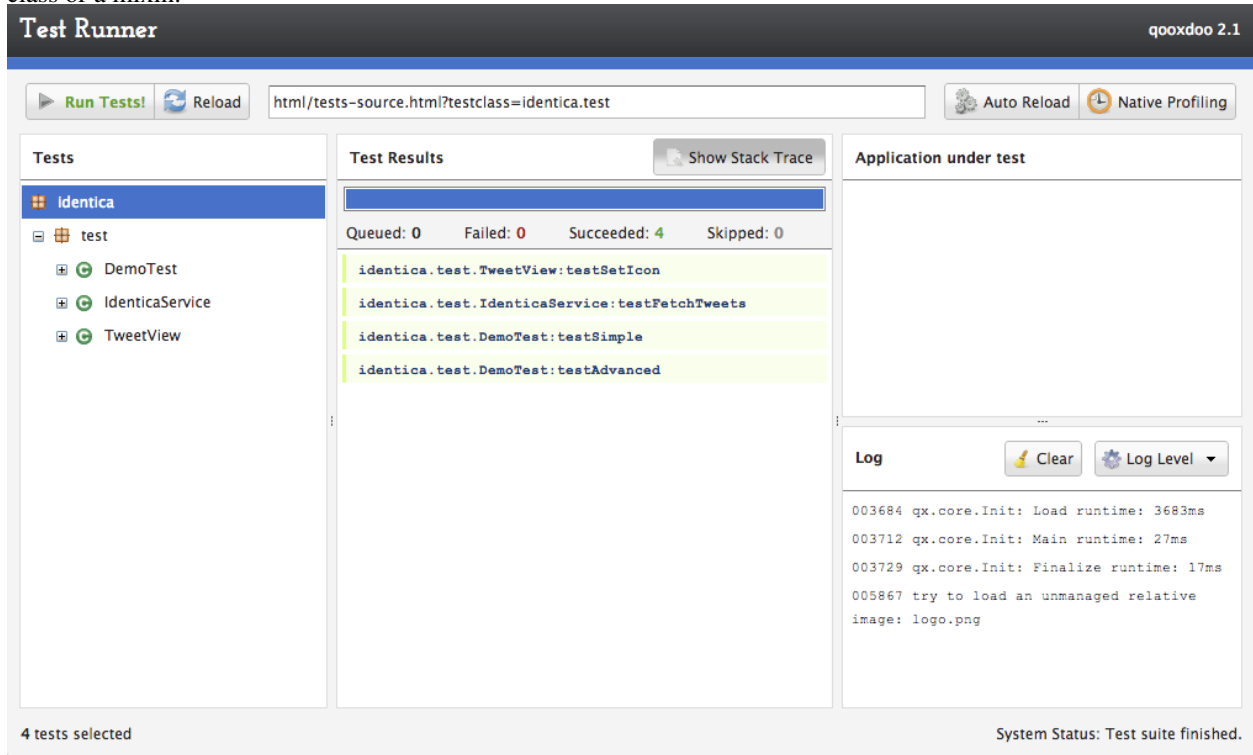 Test Runner
qooxdoo 2.1
Run Tests!
Reload
html/tests-source.html?testclass=identica.test
Auto Reload
Native Profiling
Tests
identica
test
DemoTest
IdenticaService
TweetView
Test Results
Show Stack Trace
Queued: 0 Failed: 0 Succeeded: 4 Skipped: 0
identica.test.TweetView:testSetIcon
identica.test.IdenticaService:testFetchTweets
identica.test.DemoTest:testSimple
identica.test.DemoTest:testAdvanced
Application under test
Log
Clear
Log Level
003684 qx.core.Init: Load runtime: 3683ms
003712 qx.core.Init: Main runtime: 27ms
003729 qx.core.Init: Finalize runtime: 17ms
005867 try to load an unmanaged relative
image: logo.png
4 tests selected
System Status: Test suite finished.